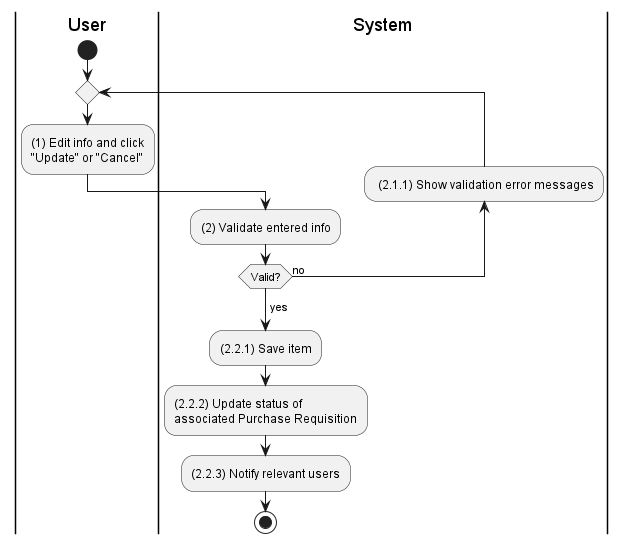 User
System
(1) Edit info and click
"Update" or "Cancel"
(2.1.1) Show validation error messages
(2) Validate entered info
Valid?
no
yes
(2.2.1) Save item
(2.2.2) Update status of
associated Purchase Requisition
(2.2.3) Notify relevant users